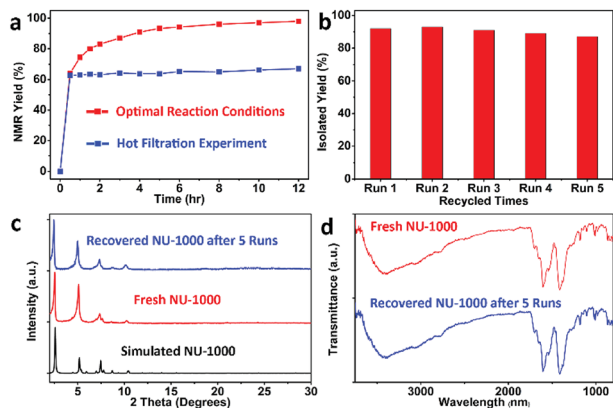 a
NMR Yield (%)
100
80
60
40
20
0
Optimal Reaction Conditions
Hot Filtration Experiment
0 2 4 6 8 10 12
Time (hr)
b
Isolated Yield (%)
100
80
60
40
20
0
Run 1 Run 2 Run 3 Run 4 Run 5
Recycled Times
c
Intensity (a.u.)
Recovered NU-1000 after 5 Runs
Fresh NU-1000
Simulated NU-1000
5 10 15 20 25 30
2 Theta (Degrees)
d
Transmittance (a.u.)
Fresh NU-1000
Recovered NU-1000 after 5 Runs
3000 2000 1000
Wavelength (nm)